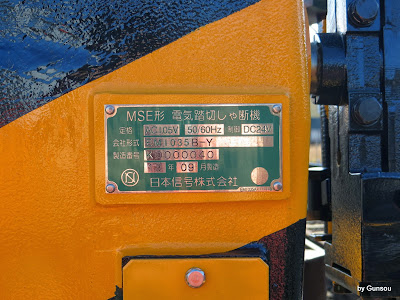 MSE形 電気踏切しゃ断機
定格 AC105V 50/60Hz 制御 DC24V
会社形式 1035B-Y
製造番号 000040
年 09 月製造
日本信号株式会社
by Gunsou